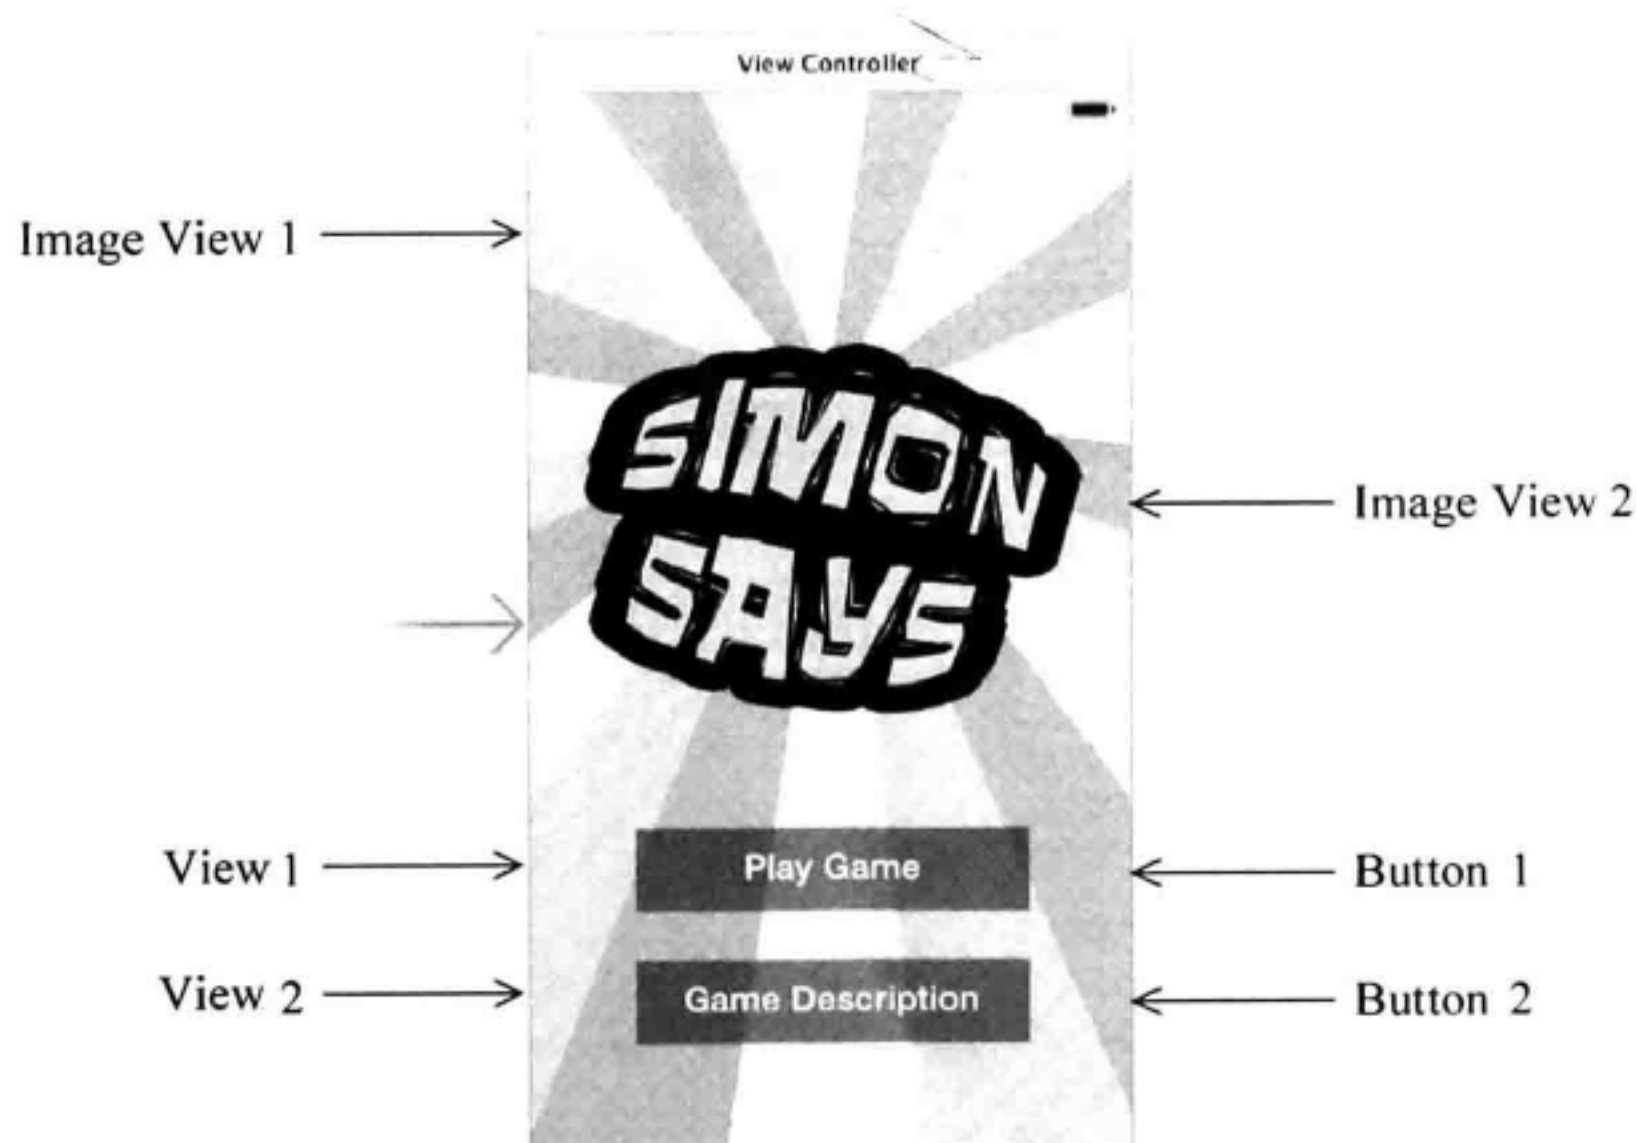 View Controller
Image View 1
SIMON
SAYS
Image View 2
View 1
Play Game
Button 1
View 2
Game Description
Button 2